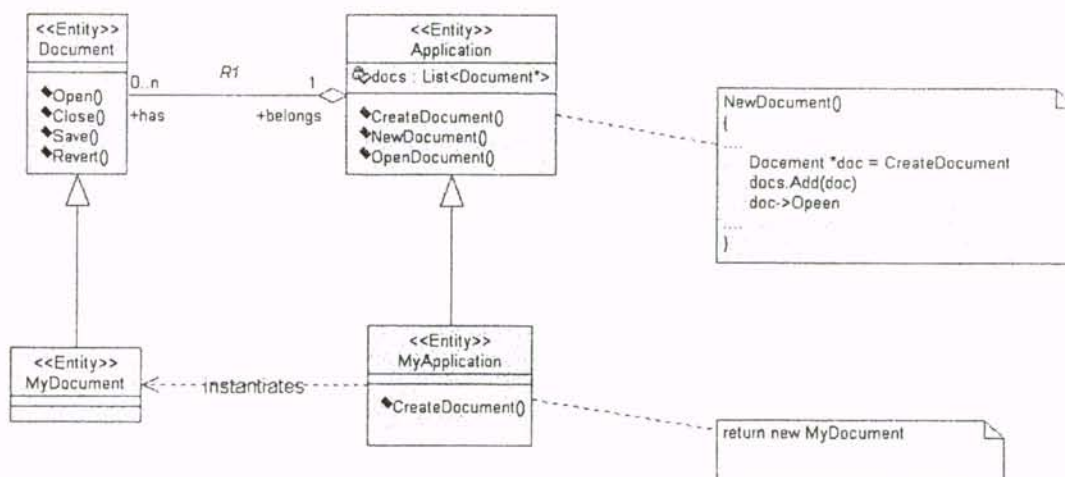 <<Entity>>
Document
Open()
Close()
Save()
Revert()
0..n
R1
1
+has
+belongs
<<Entity>>
Application
docs : List<Document*>
CreateDocument()
NewDocument()
OpenDocument()
NewDocument()
{
....
Docement *doc = CreateDocument
docs.Add(doc)
doc->Opeen
....
}
<<Entity>>
MyDocument
instantiates
<<Entity>>
MyApplication
CreateDocument()
return new MyDocument